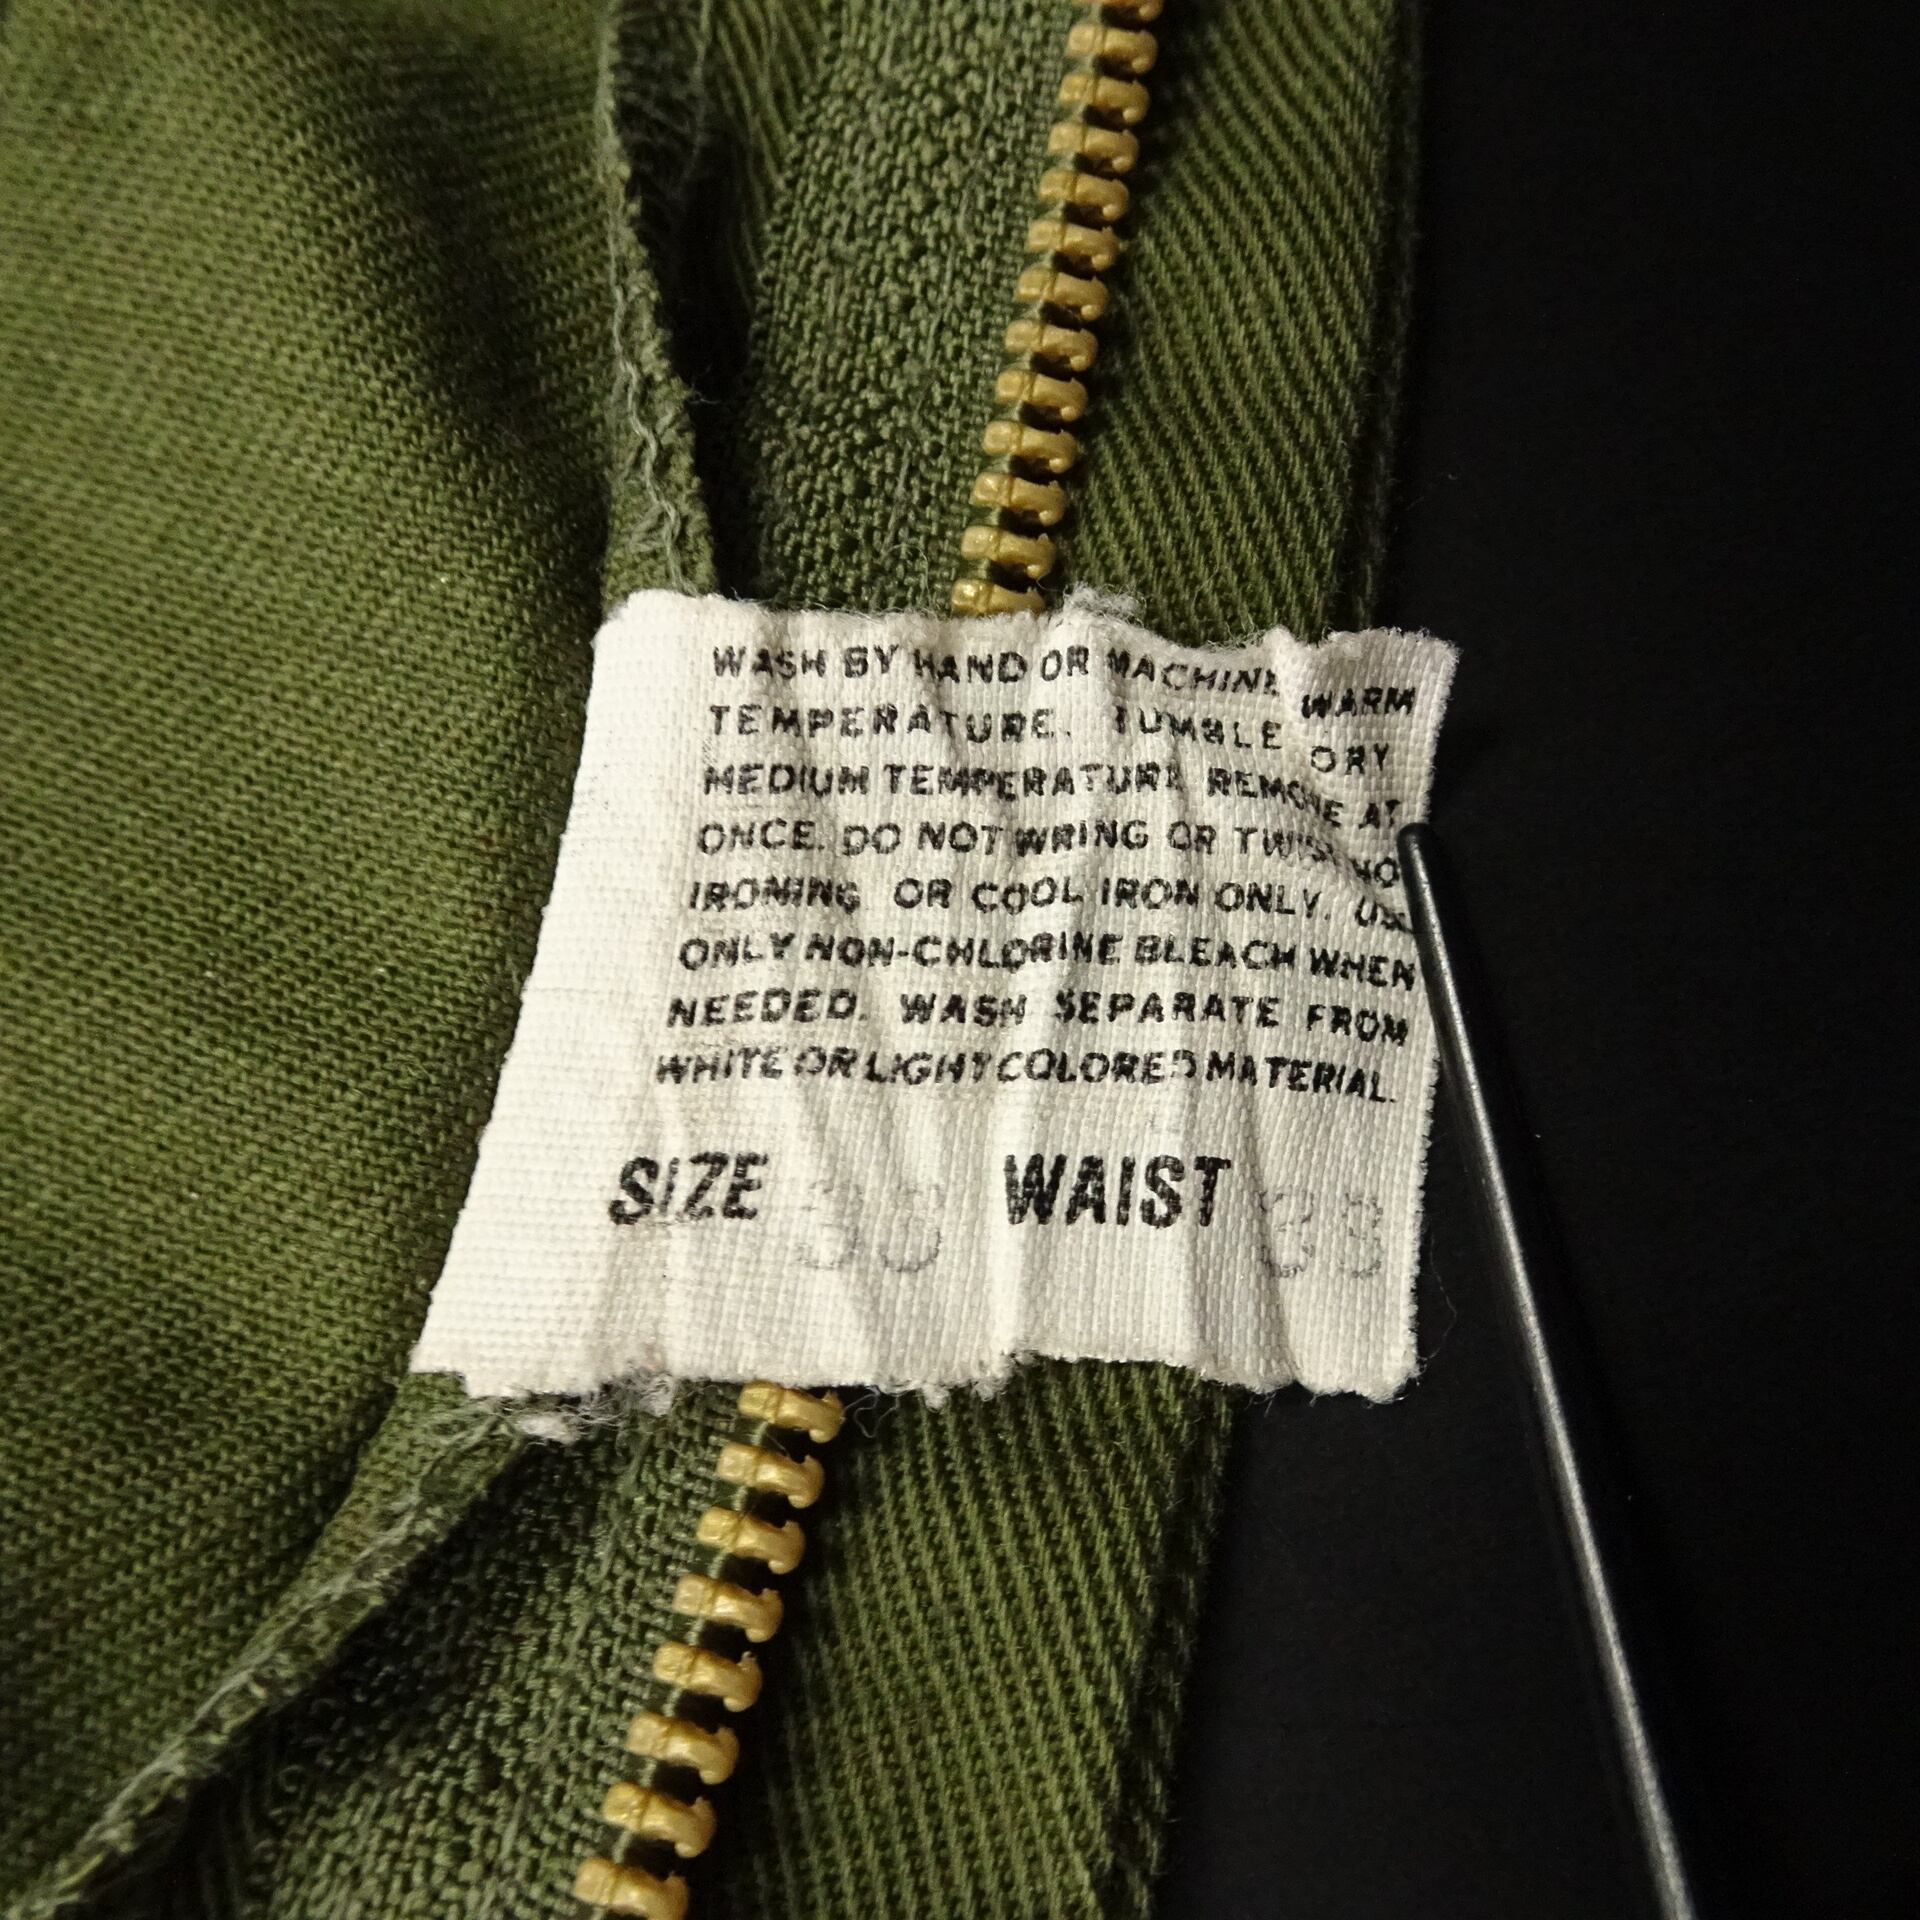 WASH BY HAND OR MACHINE WARM
TEMPERATURE. TUMBLE DRY
MEDIUM TEMPERATURE REMOVE AT
ONCE. DO NOT WRING OR TWIST NO
IRONING OR COOL IRON ONLY. USE
ONLY NON-CHLORINE BLEACH WHEN
NEEDED. WASH SEPARATE FROM
WHITE OR LIGHT COLORED MATERIAL.
SIZE WAIST